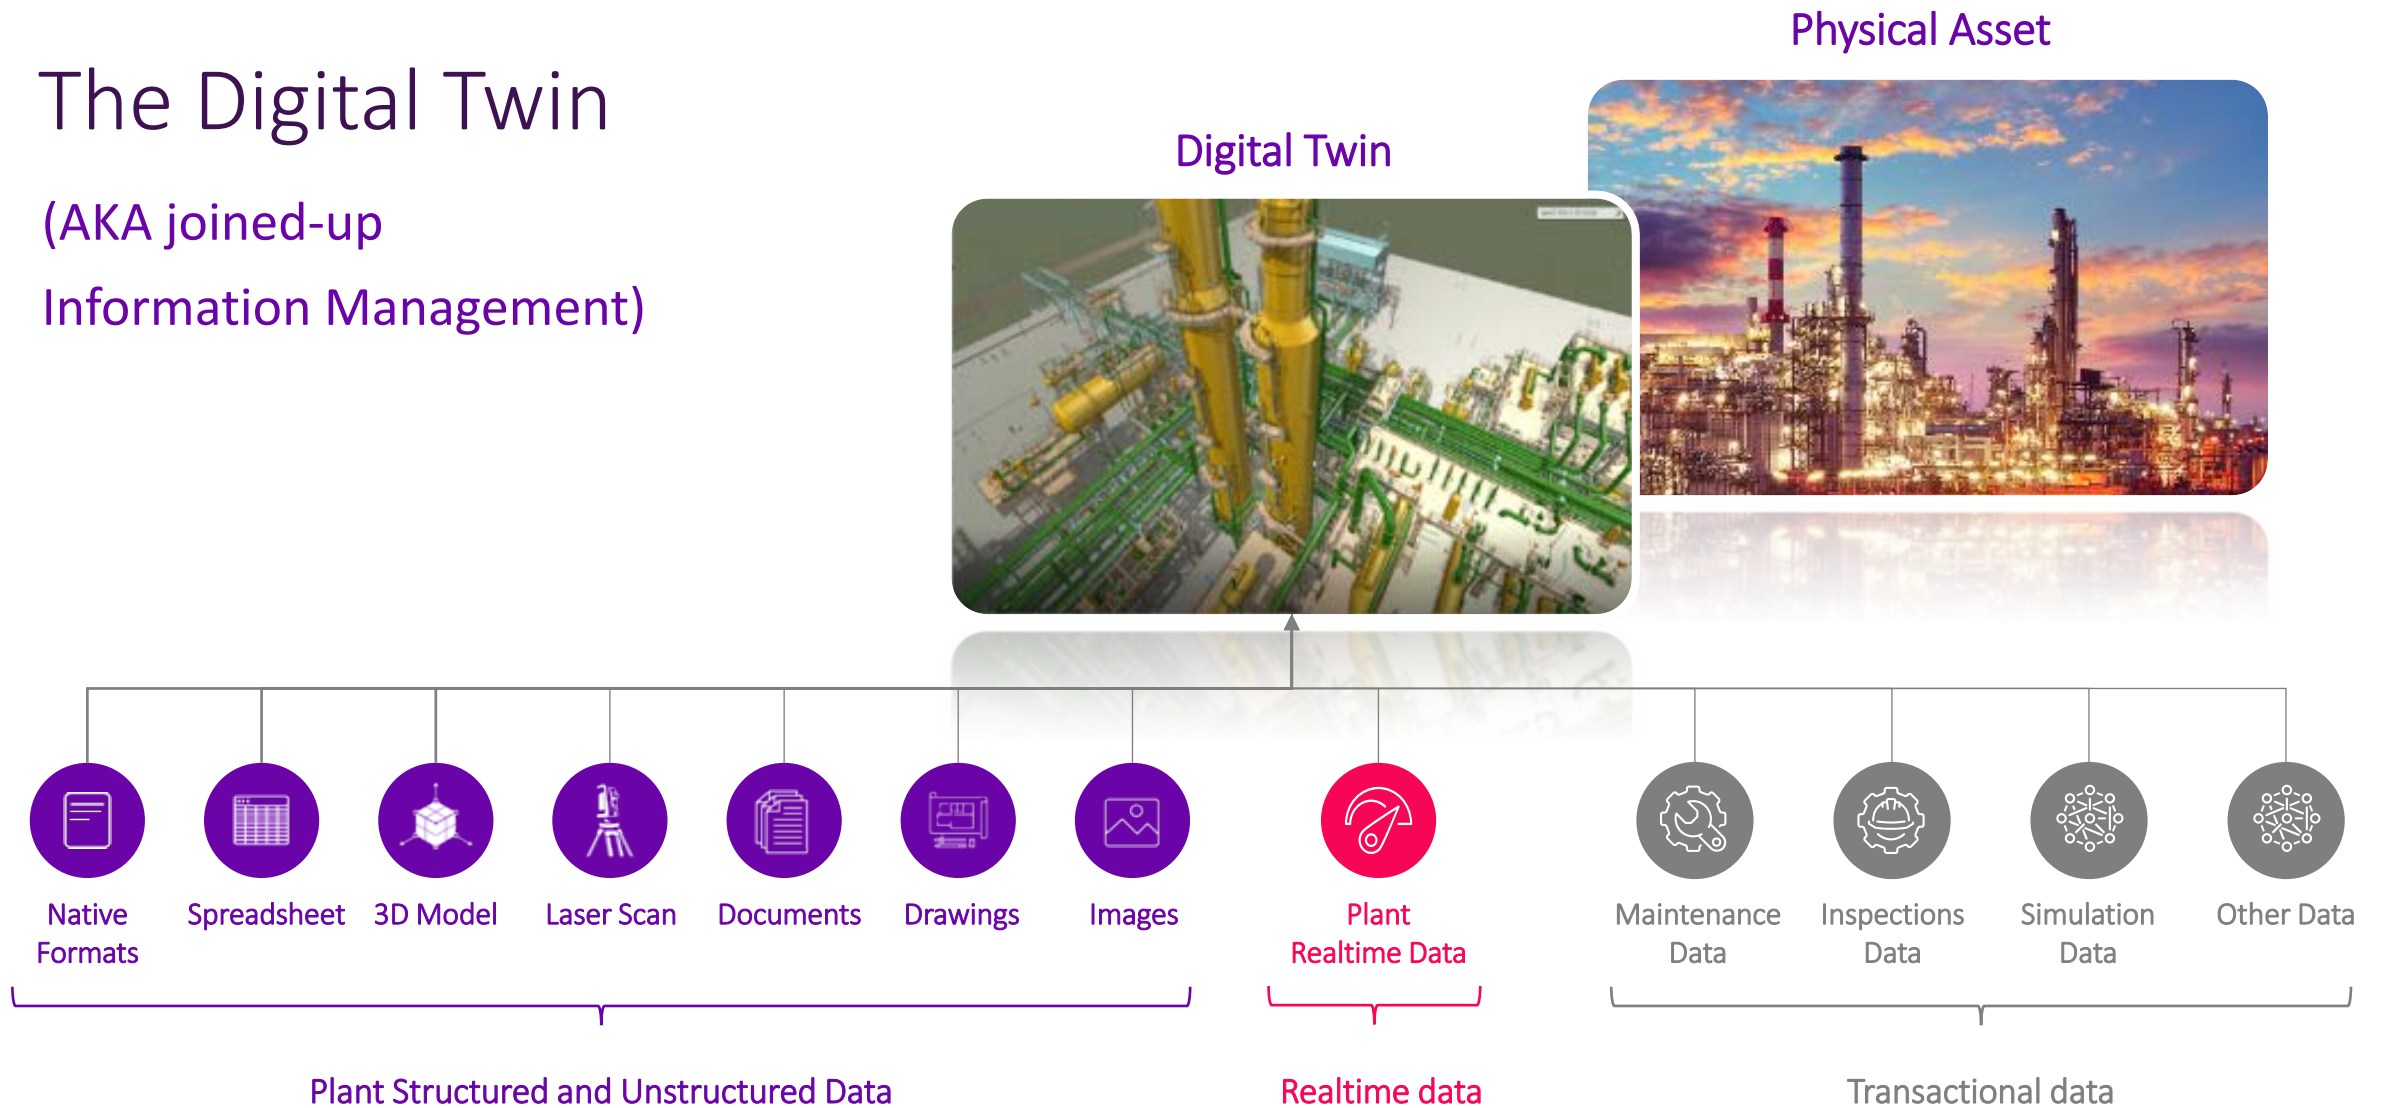 Physical Asset
The Digital Twin
Digital Twin
(AKA joined-up
Information Management)
Native
Formats
Spreadsheet
3D Model
Laser Scan
Documents
Drawings
Images
Plant
Realtime Data
Maintenance
Data
Inspections
Data
Simulation
Data
Other Data
Plant Structured and Unstructured Data
Realtime data
Transactional data